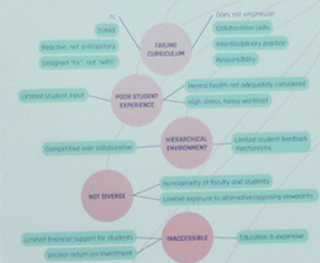 Does not emphasize:
Dated
Collaboration skills
FAILING
CURRICULUM
Reactive, not anticipatory
Interdisciplinary practice
Designed "for", not "with"
Responsibility
POOR STUDENT
EXPERIENCE
Mental health not adequately considered
Limited student input
High stress, heavy workload
HIERARCHICAL
ENVIRONMENT
Limited student feedback
mechanisms
Competitive over collaborative
NOT DIVERSE
Homogeneity of faculty and students
Limited exposure to alternative/opposing viewpoints
INACCESSIBLE
Limited financial support for students
Education is expensive
Unclear return on investment